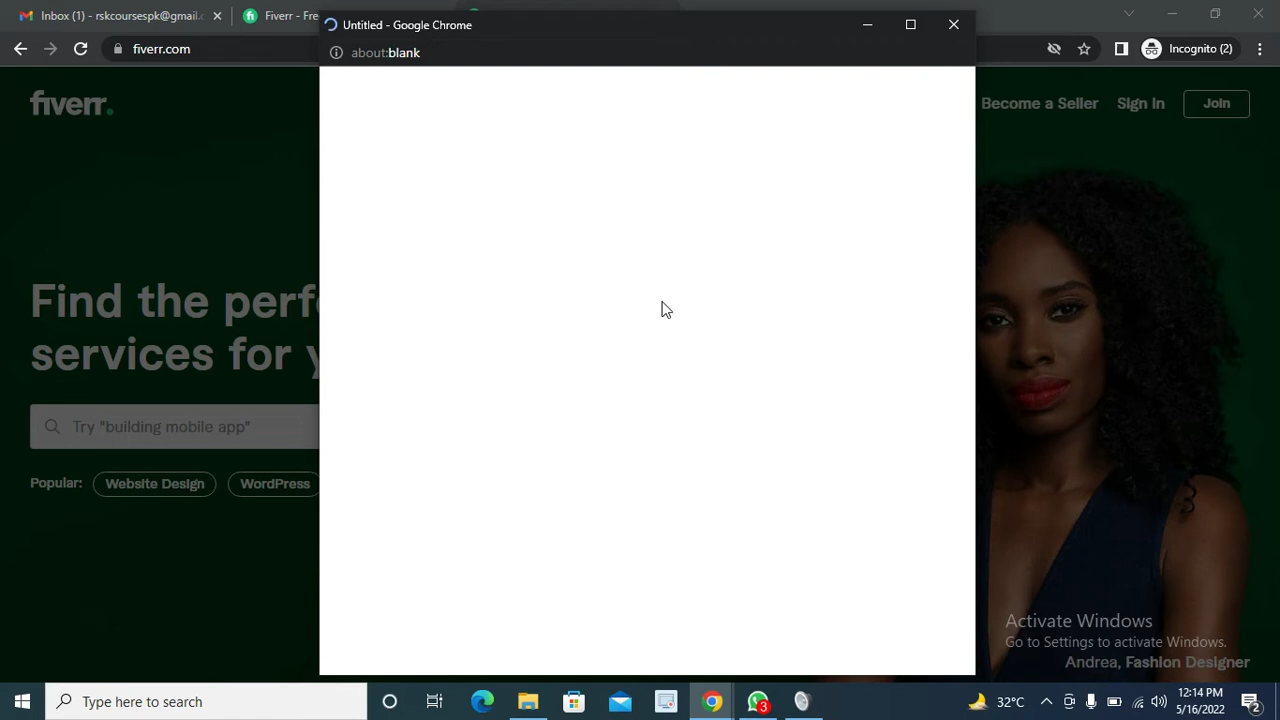 Inbox (1) - rskcoursespk@gmail.c
Fiverr - Fre
Untitled - Google Chrome
fiverr.com
about:blank
Incognito (2)
fiverr.
Become a Seller
Sign In
Join
Find the perf
services for y
Try "building mobile app"
Popular:
Website Design
WordPress
Activate Windows
Go to Settings to activate Windows.
Andrea, Fashion Designer
Type here to search
3
32°C
12:14 PM
5/16/2022
2